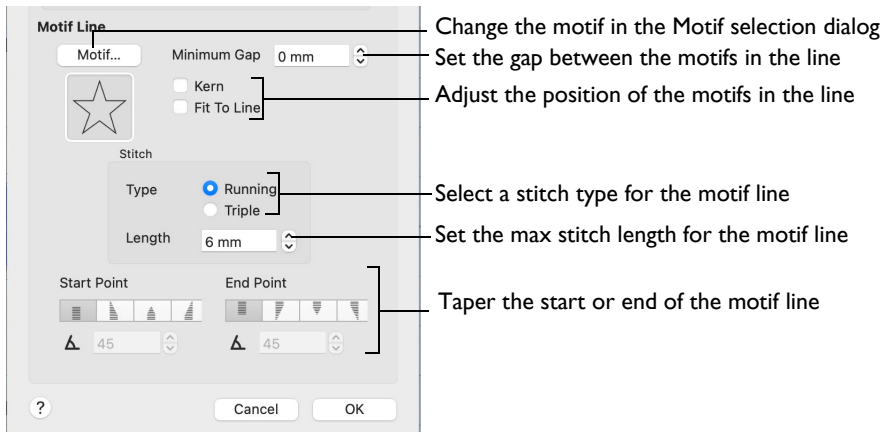 Motif Line
Change the motif in the Motif selection dialog
Motif...
Minimum Gap 0 mm
Set the gap between the motifs in the line
Kern
Fit To Line
Adjust the position of the motifs in the line
Stitch
Type
Running
Triple
Select a stitch type for the motif line
Length 6 mm
Set the max stitch length for the motif line
Start Point
End Point
Taper the start or end of the motif line
45
45
?
Cancel
OK